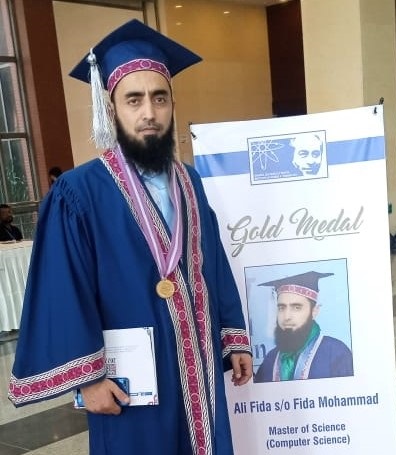 Gold Medal
Ali Fida s/o Fida Mohammad
Master of Science
(Computer Science)